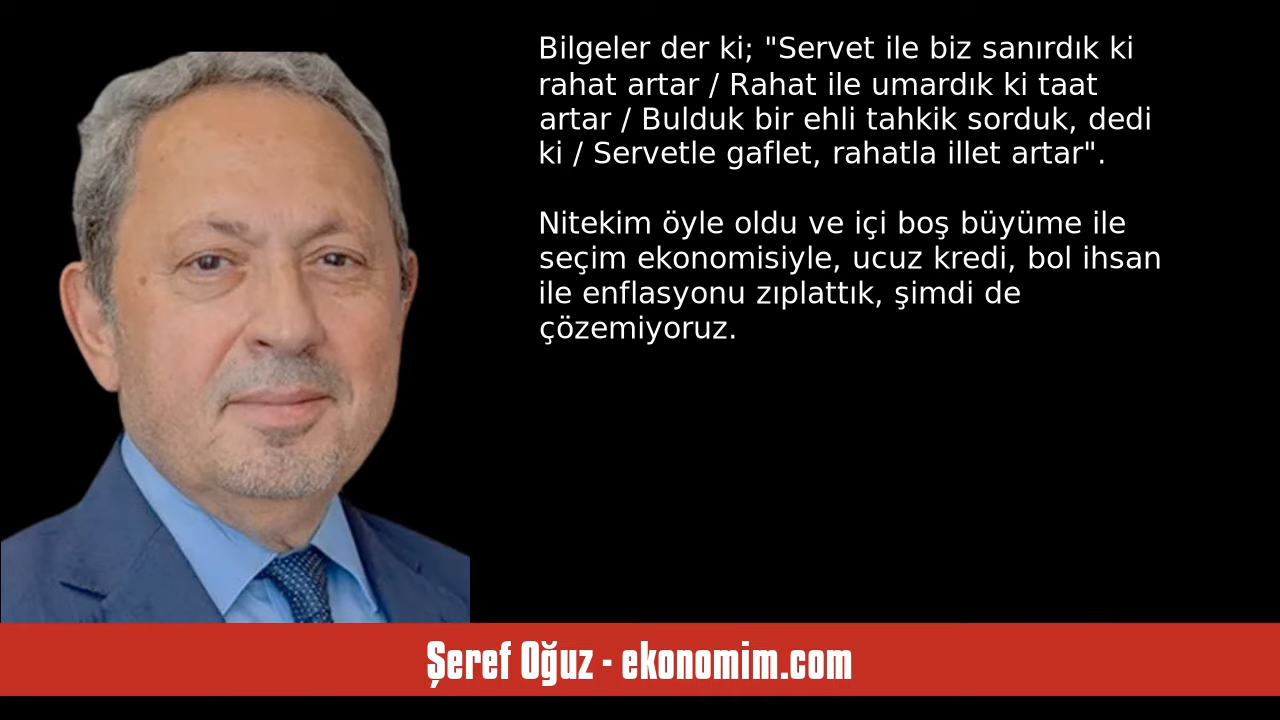 Bilgeler der ki; "Servet ile biz sanırdık ki
rahat artar / Rahat ile umardık ki taat
artar / Bulduk bir ehli tahkik sorduk, dedi
ki / Servetle gaflet, rahatla illet artar".
Nitekim öyle oldu ve içi boş büyüme ile
seçim ekonomisiyle, ucuz kredi, bol ihsan
ile enflasyonu zıplattık, şimdi de
çözemiyoruz.
Şeref Oğuz - ekonomim.com